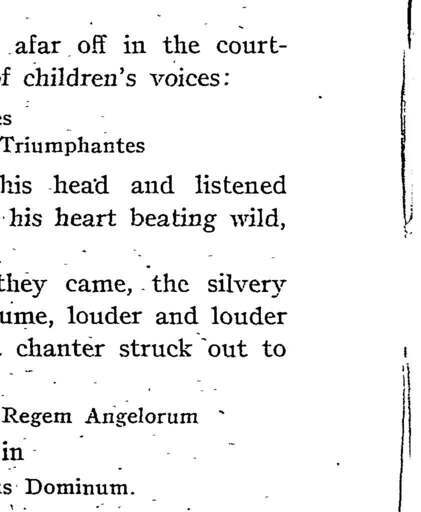 afar off in the court-
of children's voices:
es
Triumphantes
his head and listened
his heart beating wild,
they came, the silvery
ume, louder and louder
chanter struck out to
Regem Angelorum
in
s Dominum.